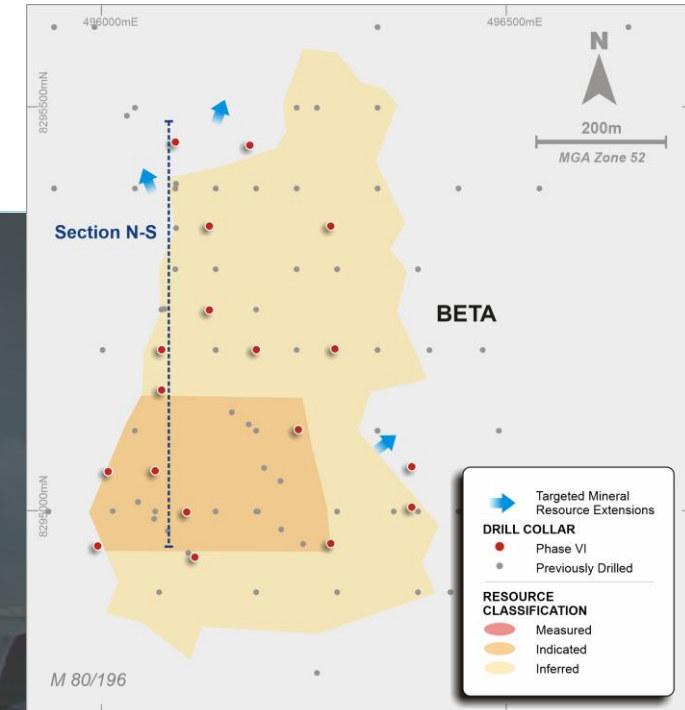 496000mE
496500mE
8295500mN
N
200m
MGA Zone 52
Section N-S
BETA
8295000mN
Targeted Mineral
Resource Extensions
DRILL COLLAR
Phase VI
Previously Drilled
RESOURCE
CLASSIFICATION
Measured
Indicated
Inferred
M 80/196